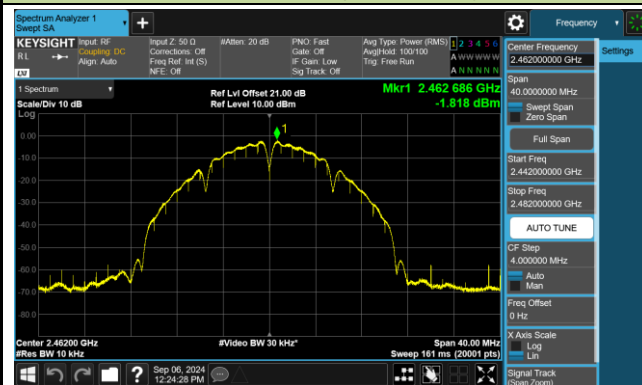 Spectrum Analyzer 1
Swept SA
Frequency
KEYSIGHT
RL
LXI
Input: RF
Coupling: DC
Align: Auto
Input Z: 50 Ω
Corrections: Off
Freq Ref: Int (S)
NFE: Off
#Atten: 20 dB
PNO: Fast
Gate: Off
IF Gain: Low
Sig Track: Off
Avg Type: Power (RMS)
Avg|Hold: 100/100
Trig: Free Run
1 2 3 4 5 6
A W W W W W
A N N N N N
1 Spectrum
Scale/Div 10 dB
Log
Ref Lvl Offset 21.00 dB
Ref Level 10.00 dBm
Mkr1 2.462 686 GHz
-1.818 dBm
1
0.00
-10.0
-20.0
-30.0
-40.0
-50.0
-60.0
-70.0
-80.0
Center 2.46200 GHz
#Res BW 10 kHz
#Video BW 30 kHz*
Span 40.00 MHz
Sweep 161 ms (20001 pts)
Center Frequency
2.462000000 GHz
Settings
Span
40.0000000 MHz
Swept Span
Zero Span
Full Span
Start Freq
2.442000000 GHz
Stop Freq
2.482000000 GHz
AUTO TUNE
CF Step
4.000000 MHz
Auto
Man
Freq Offset
0 Hz
X Axis Scale
Log
Lin
Signal Track
(Span Zoom)
?
Sep 06, 2024
12:24:28 PM